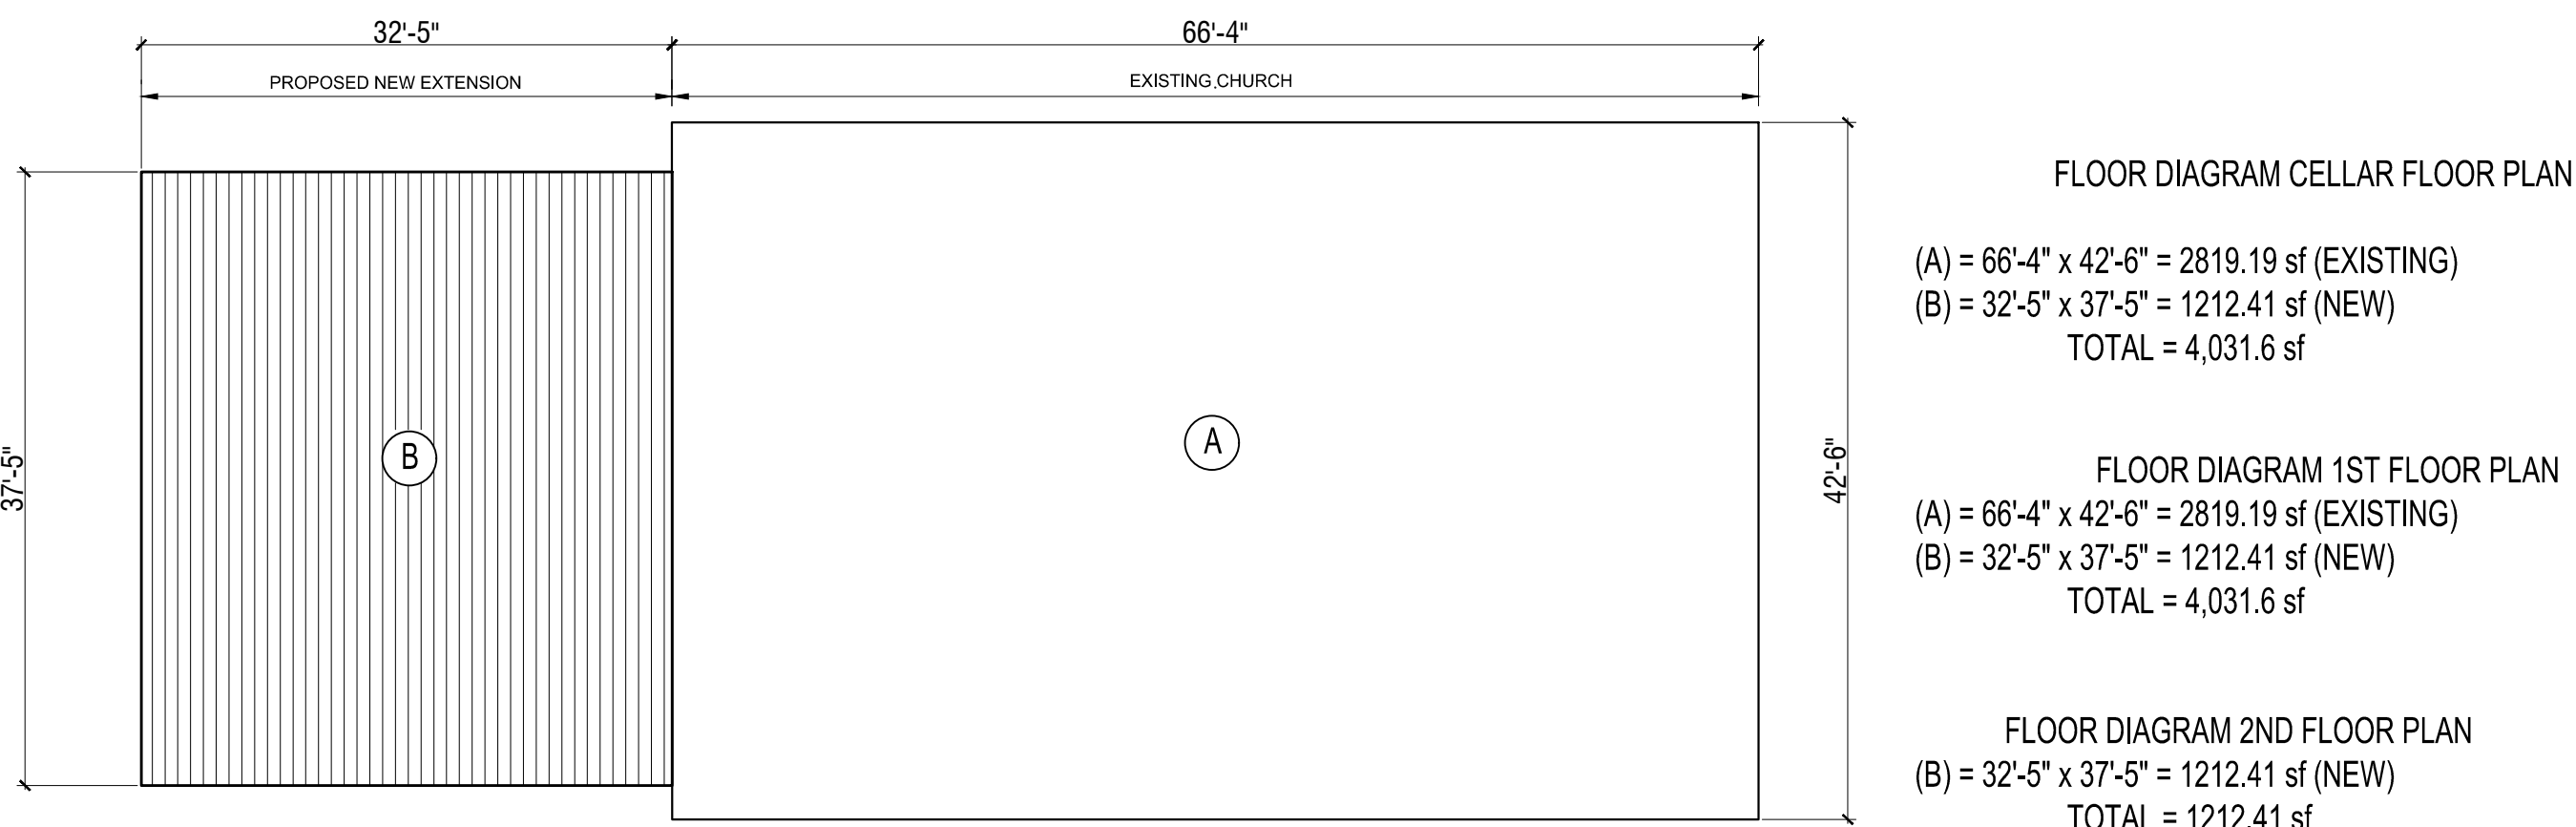 32'-5"
66'-4"
PROPOSED NEW EXTENSION
EXISTING CHURCH
37'-5"
B
A
42'-6"
FLOOR DIAGRAM CELLAR FLOOR PLAN
(A) = 66'-4" x 42'-6" = 2819.19 sf (EXISTING)
(B) = 32'-5" x 37'-5" = 1212.41 sf (NEW)
TOTAL = 4,031.6 sf
FLOOR DIAGRAM 1ST FLOOR PLAN
(A) = 66'-4" x 42'-6" = 2819.19 sf (EXISTING)
(B) = 32'-5" x 37'-5" = 1212.41 sf (NEW)
TOTAL = 4,031.6 sf
FLOOR DIAGRAM 2ND FLOOR PLAN
(B) = 32'-5" x 37'-5" = 1212.41 sf (NEW)
TOTAL = 1212.41 sf